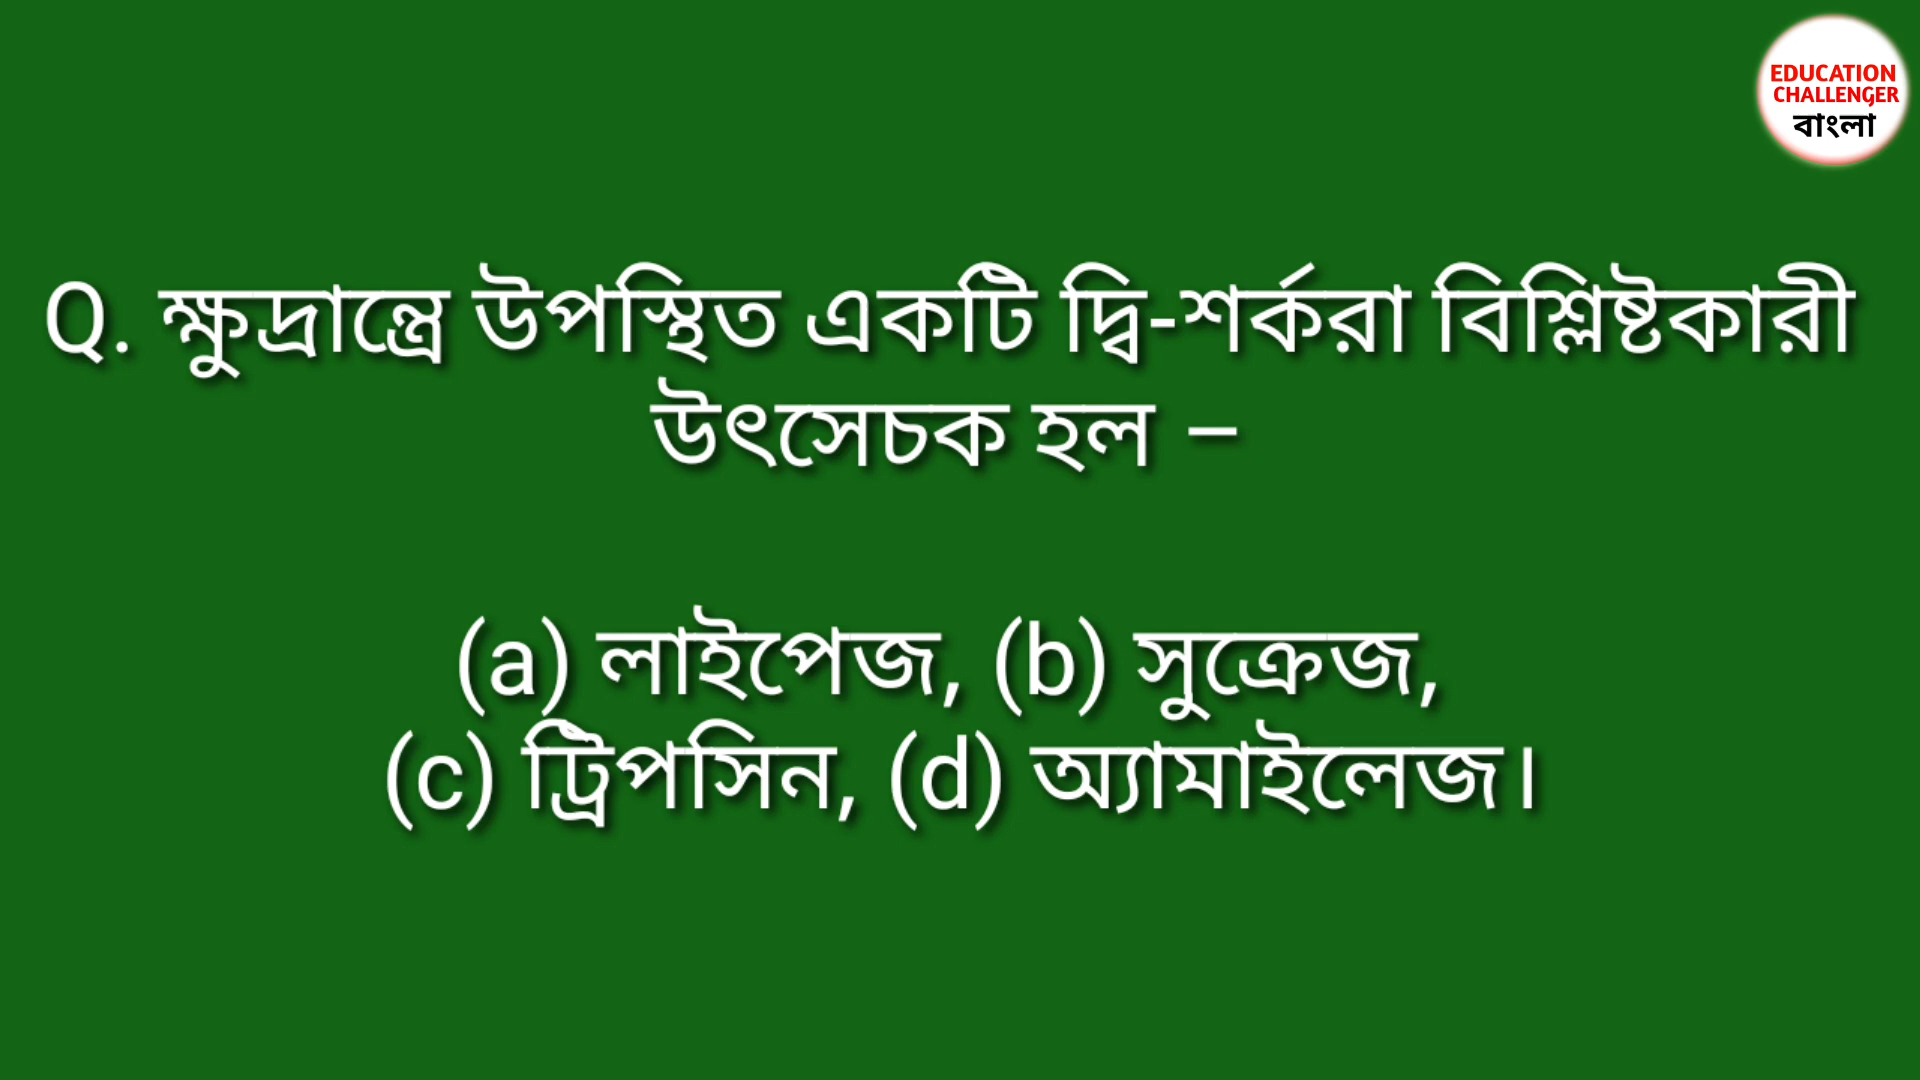 EDUCATION
CHALLENGER
বাংলা
Q. ক্ষুদ্রান্ত্রে উপস্থিত একটি দ্বি-শর্করা বিশ্লিষ্টকারী
উৎসেচক হল –
(a) লাইপেজ, (b) সুক্রেজ,
(c) ট্রিপসিন, (d) অ্যামাইলেজ।